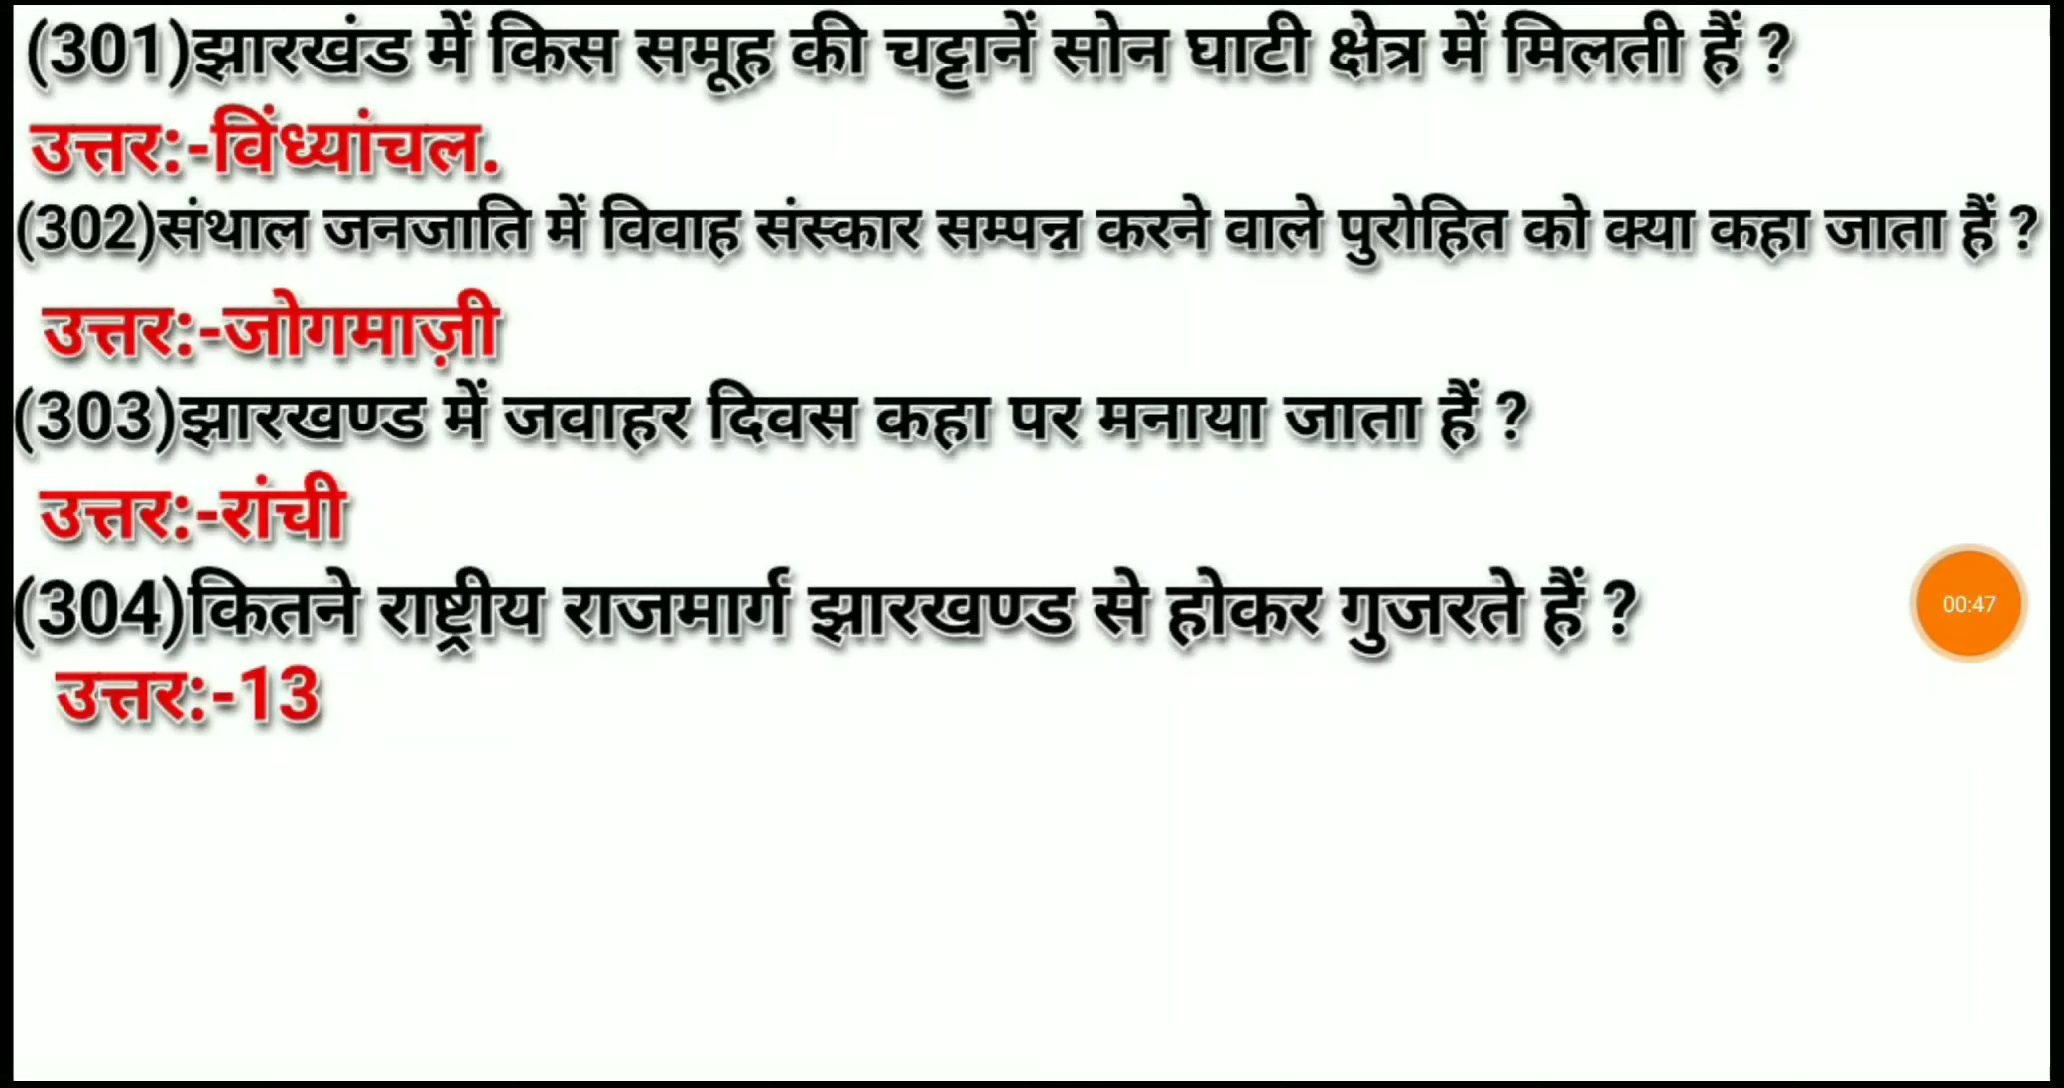 (301)झारखंड में किस समूह की चट्टानें सोन घाटी क्षेत्र में मिलती हैं ?
उत्तर:-विंध्यांचल.
(302)संथाल जनजाति में विवाह संस्कार सम्पन्न करने वाले पुरोहित को क्या कहा जाता हैं ?
उत्तर:-जोगमाज़ी
(303)झारखण्ड में जवाहर दिवस कहा पर मनाया जाता हैं ?
उत्तर:-रांची
(304)कितने राष्ट्रीय राजमार्ग झारखण्ड से होकर गुजरते हैं ?
00:47
उत्तर:-13